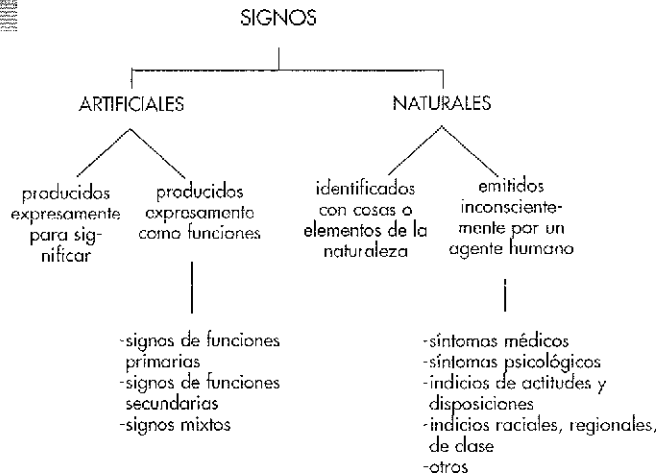 SIGNOS
ARTIFICIALES
NATURALES
producidos
expresamente
para sig-
nificar
producidos
expresamente
como funciones
identificados
con cosas o
elementos de la
naturaleza
emitidos
inconsciente-
mente por un
agente humano
-signos de funciones
primarias
-signos de funciones
secundarias
-signos mixtos
-síntomas médicos
-síntomas psicológicos
-indicios de actitudes y
disposiciones
-indicios raciales, regionales,
de clase
-otros